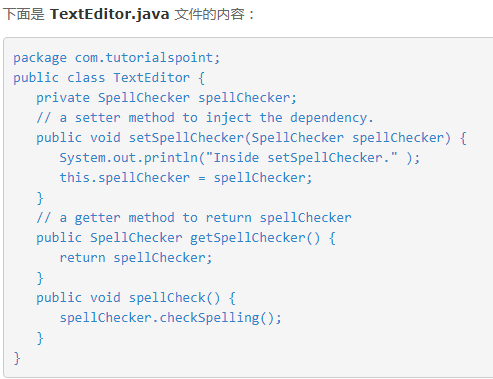 下面是 TextEditor.java 文件的内容：
package com.tutorialspoint;
public class TextEditor {
   private SpellChecker spellChecker;
   // a setter method to inject the dependency.
   public void setSpellChecker(SpellChecker spellChecker) {
      System.out.println("Inside setSpellChecker." );
      this.spellChecker = spellChecker;
   }
   // a getter method to return spellChecker
   public SpellChecker getSpellChecker() {
      return spellChecker;
   }
   public void spellCheck() {
      spellChecker.checkSpelling();
   }
}